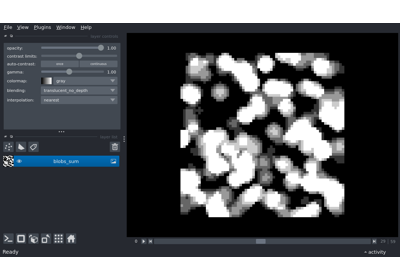 File View Plugins Window Help
opacity: 1.00
contrast limits:
auto-contrast: once continuous
gamma: 1.00
colormap: gray
blending: translucent_no_depth
interpolation: nearest
blobs_sum
Ready
activity